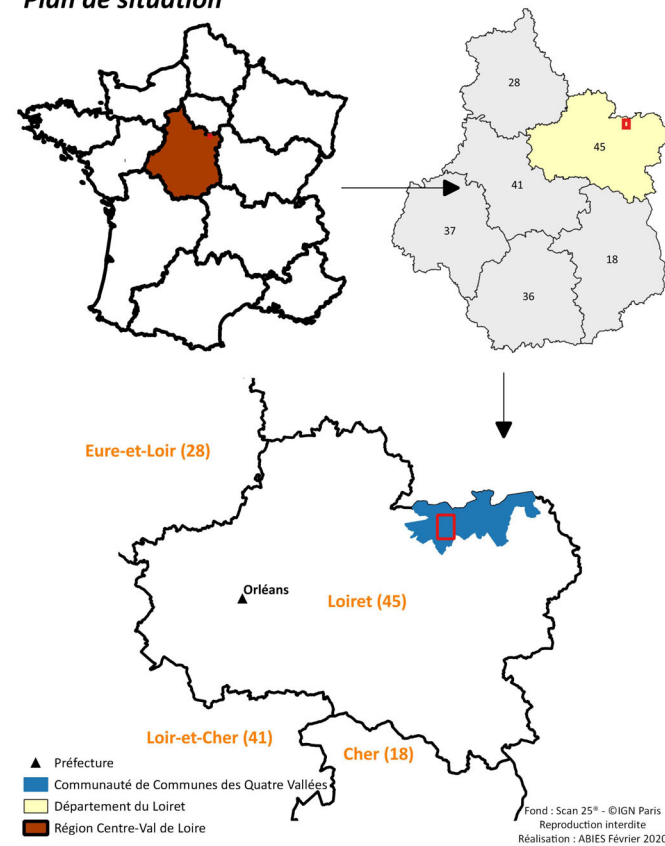 Plan de situation
28
45
41
37
18
36
Eure-et-Loir (28)
Orléans
Loiret (45)
Loir-et-Cher (41)
Cher (18)
Préfecture
Communauté de Communes des Quatre Vallées
Département du Loiret
Région Centre-Val de Loire
Fond : Scan 25® - ©IGN Paris
Reproduction interdite
Réalisation : ABIES Février 2020